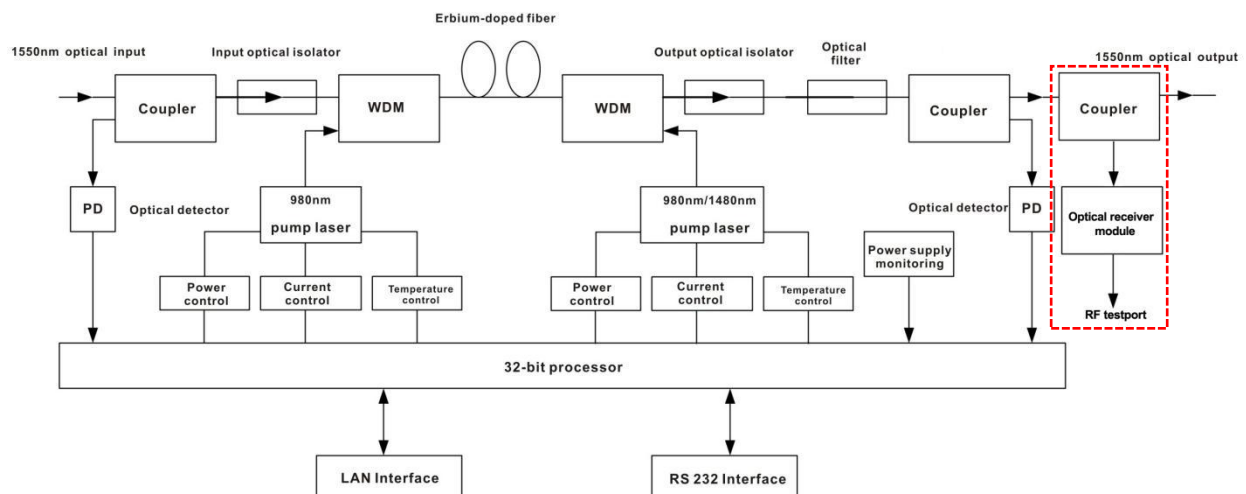 Erbium-doped fiber
1550nm optical input
Input optical isolator
Output optical isolator
Optical
filter
1550nm optical output
Coupler
WDM
WDM
Coupler
Coupler
PD
Optical detector
980nm
pump laser
980nm/1480nm
pump laser
Optical detector
PD
Optical receiver
module
Power supply
monitoring
Power
control
Current
control
Temperature
control
Power
control
Current
control
Temperature
control
RF testport
32-bit processor
LAN Interface
RS 232 Interface